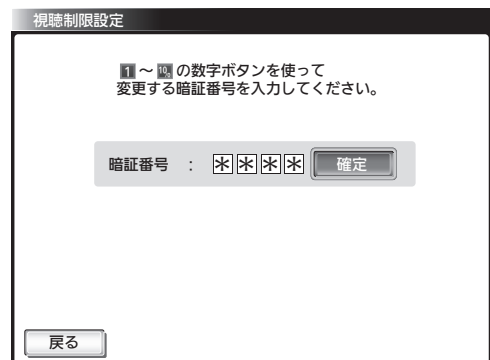 視聴制限設定
1 ～ 10 の数字ボタンを使って
変更する暗証番号を入力してください。
暗証番号 : ＊＊＊＊ 確定
戻る